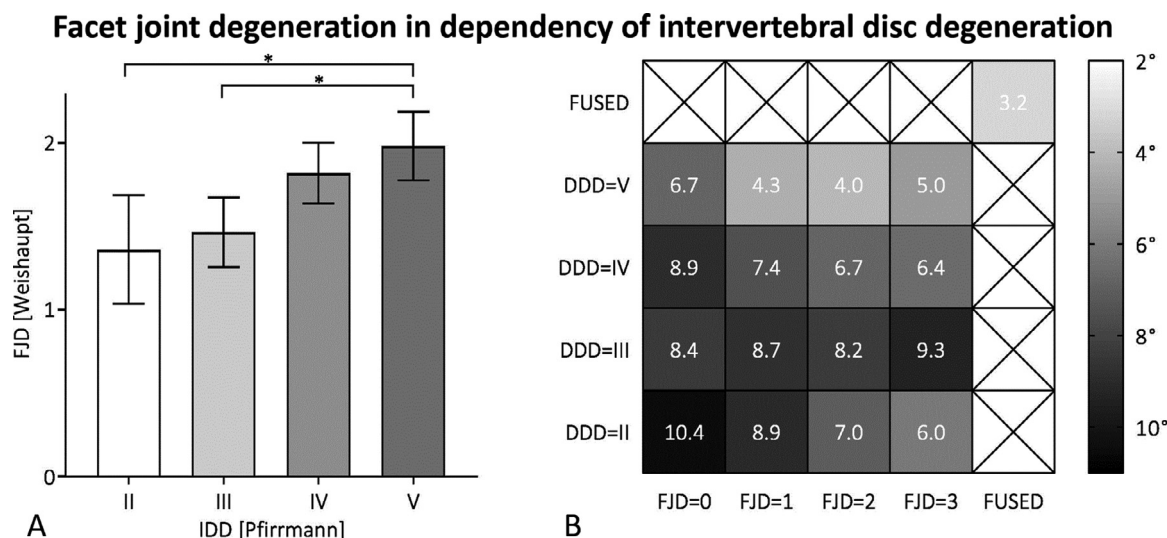 Facet joint degeneration in dependency of intervertebral disc degeneration
*
*
FJD [Weishaupt]
2
1
0
II III IV V
IDD [Pfirrmann]
A
FUSED 3.2
DDD=V 6.7 4.3 4.0 5.0
DDD=IV 8.9 7.4 6.7 6.4
DDD=III 8.4 8.7 8.2 9.3
DDD=II 10.4 8.9 7.0 6.0
FJD=0 FJD=1 FJD=2 FJD=3 FUSED
2°
4°
6°
8°
10°
B